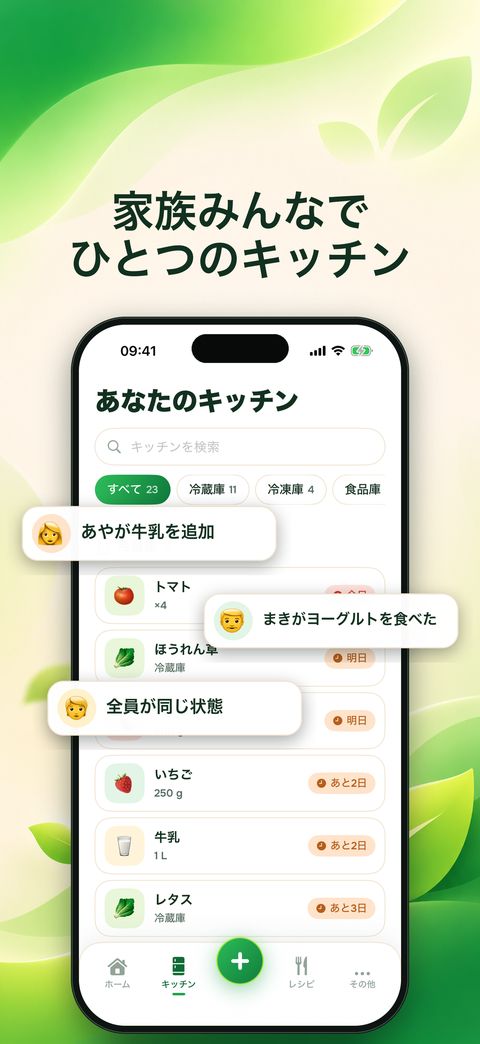 家族みんなで
ひとつのキッチン
09:41
あなたのキッチン
キッチンを検索
すべて 23
冷蔵庫 11
冷凍庫 4
食品庫
あやが牛乳を追加
トマト
×4
まきがヨーグルトを食べた
ほうれん草
冷蔵庫
明日
全員が同じ状態
明日
いちご
250 g
あと2日
牛乳
1 L
あと2日
レタス
冷蔵庫
あと3日
ホーム
キッチン
レシピ
その他